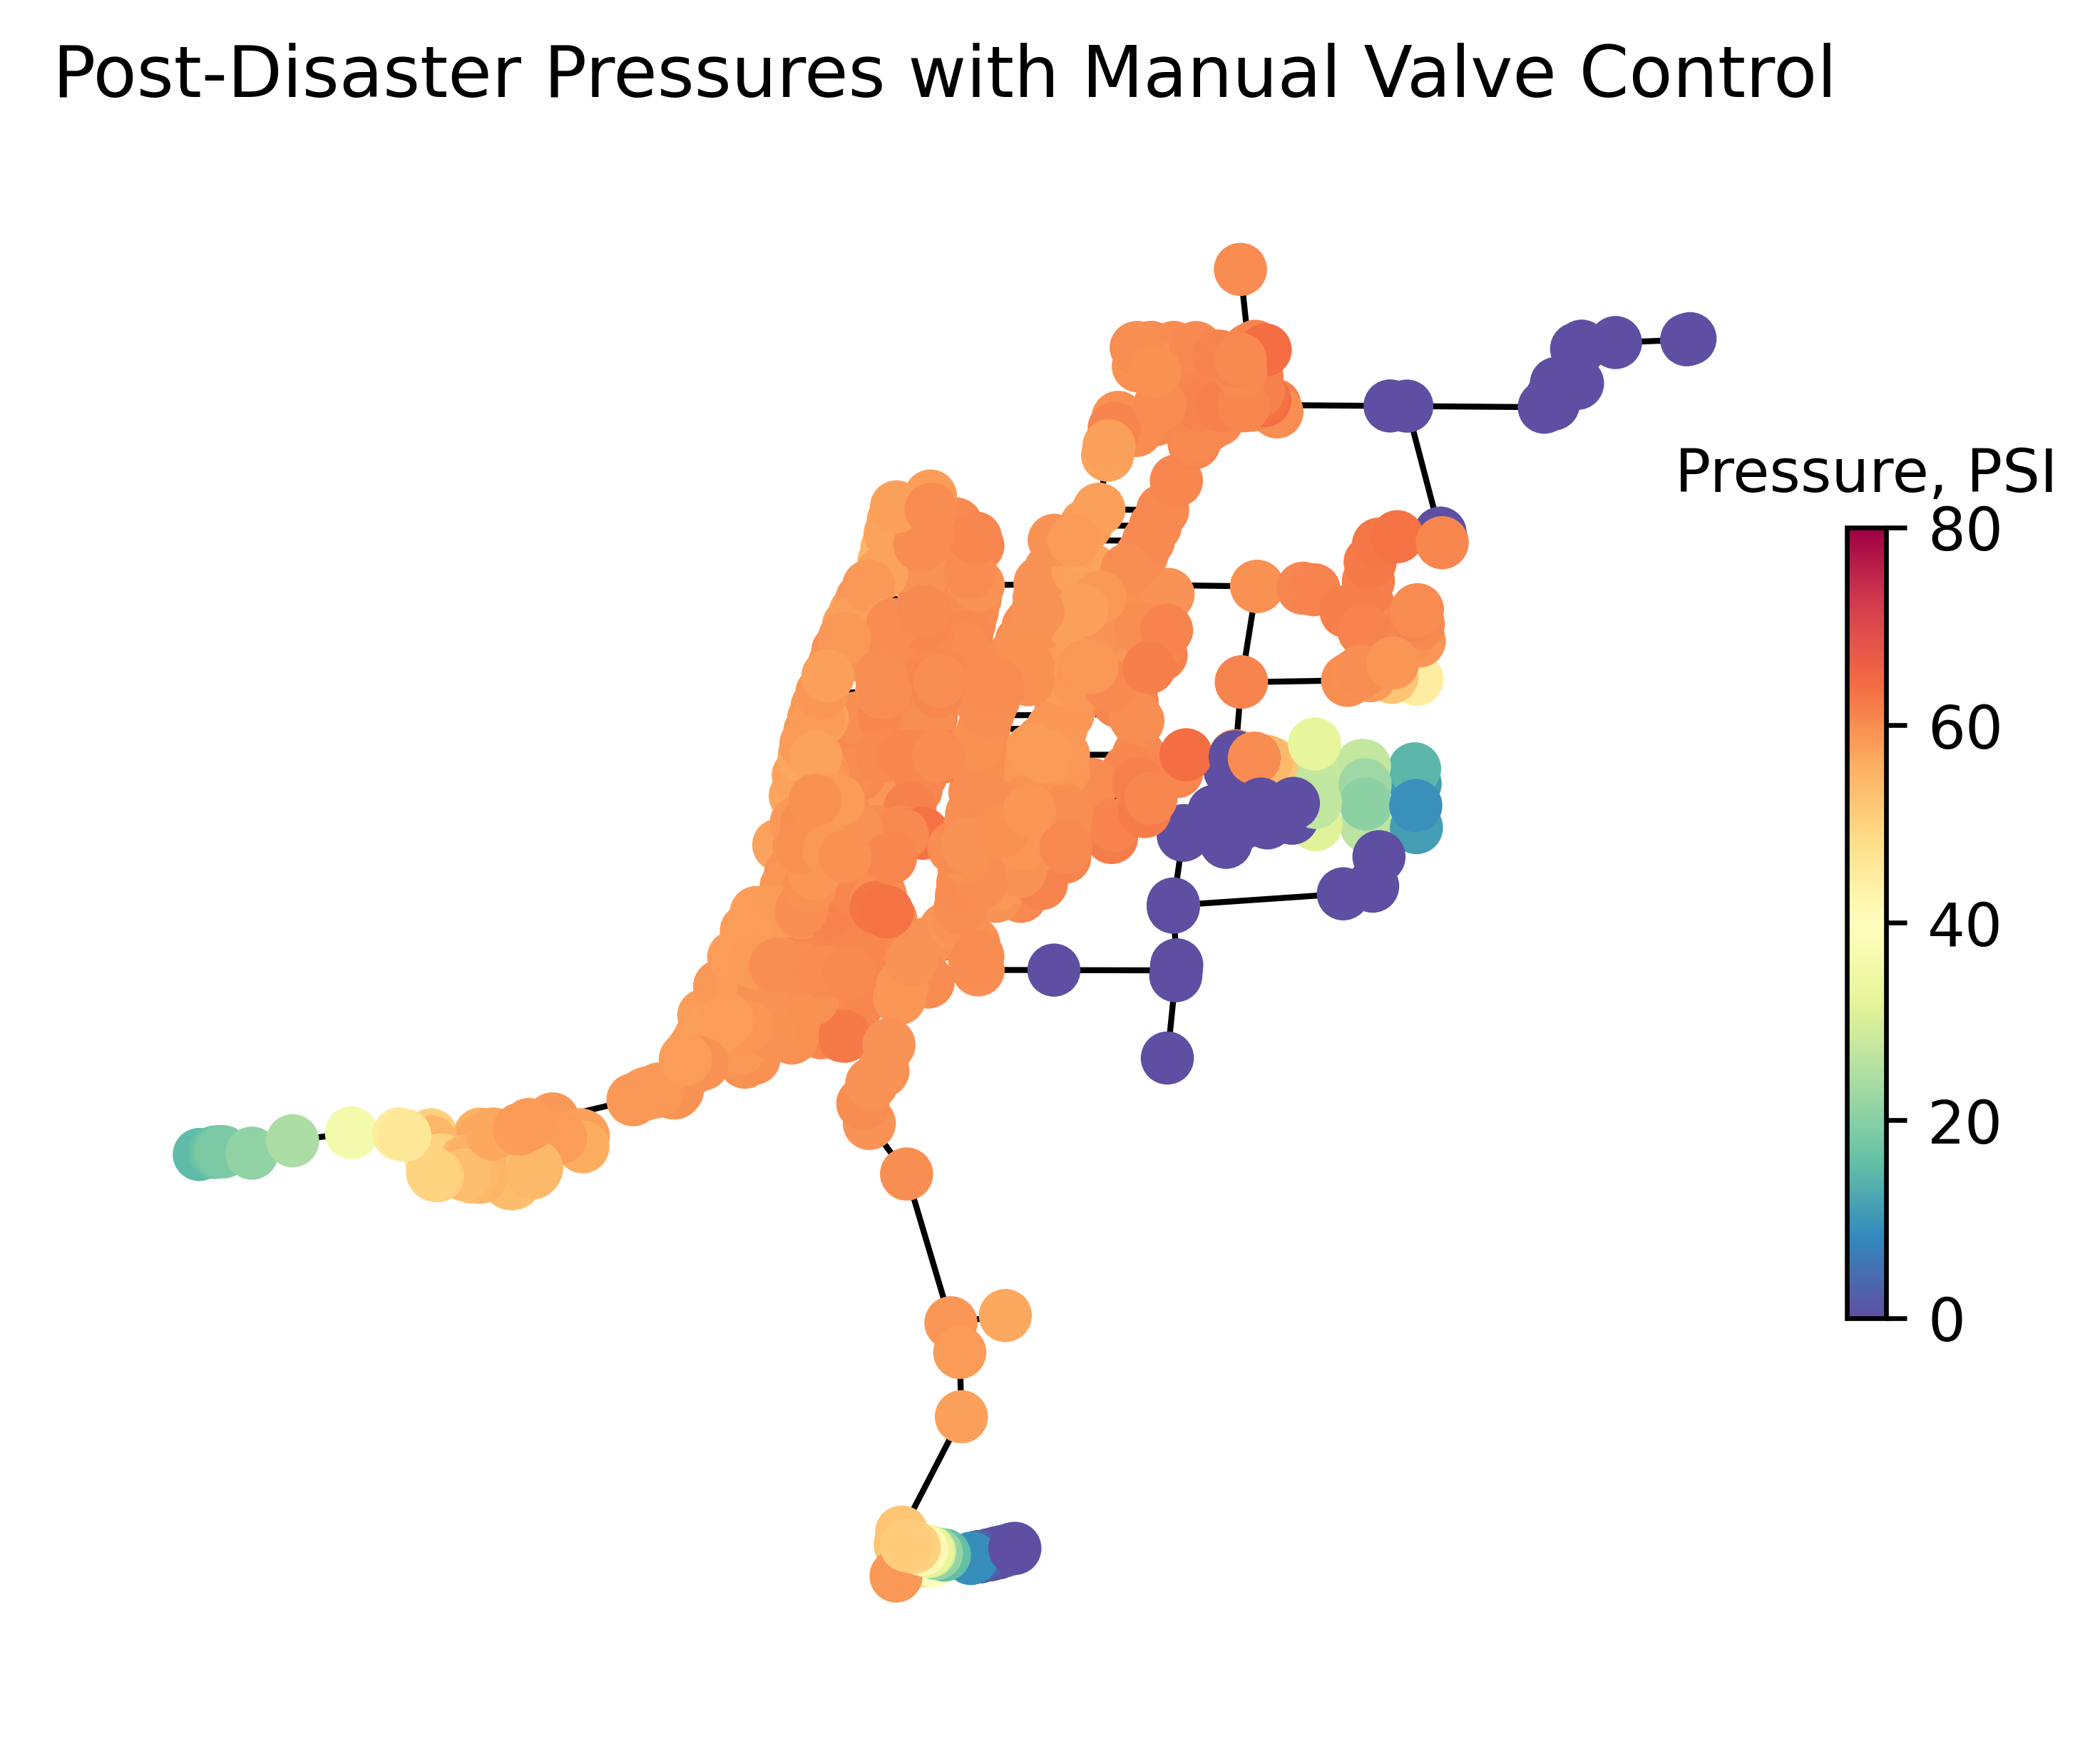 Post-Disaster Pressures with Manual Valve Control
Pressure, PSI
80
60
40
20
0